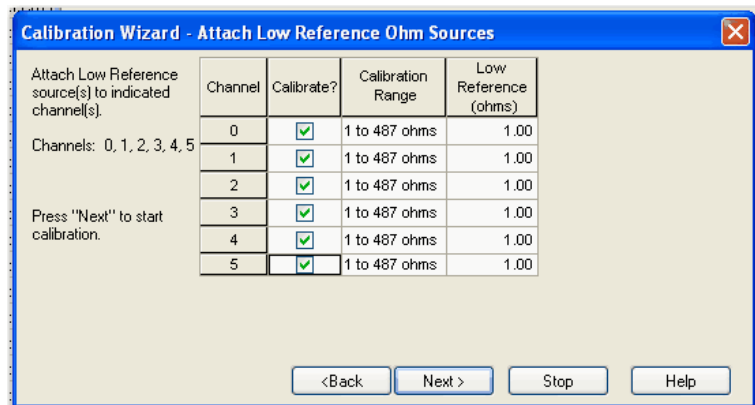 Calibration Wizard - Attach Low Reference Ohm Sources
Attach Low Reference
source(s) to indicated
channel(s).
Channels: 0, 1, 2, 3, 4, 5
Press "Next" to start
calibration.
Channel Calibrate? Calibration Range Low Reference (ohms)
0 1 to 487 ohms 1.00
1 1 to 487 ohms 1.00
2 1 to 487 ohms 1.00
3 1 to 487 ohms 1.00
4 1 to 487 ohms 1.00
5 1 to 487 ohms 1.00
<Back Next > Stop Help